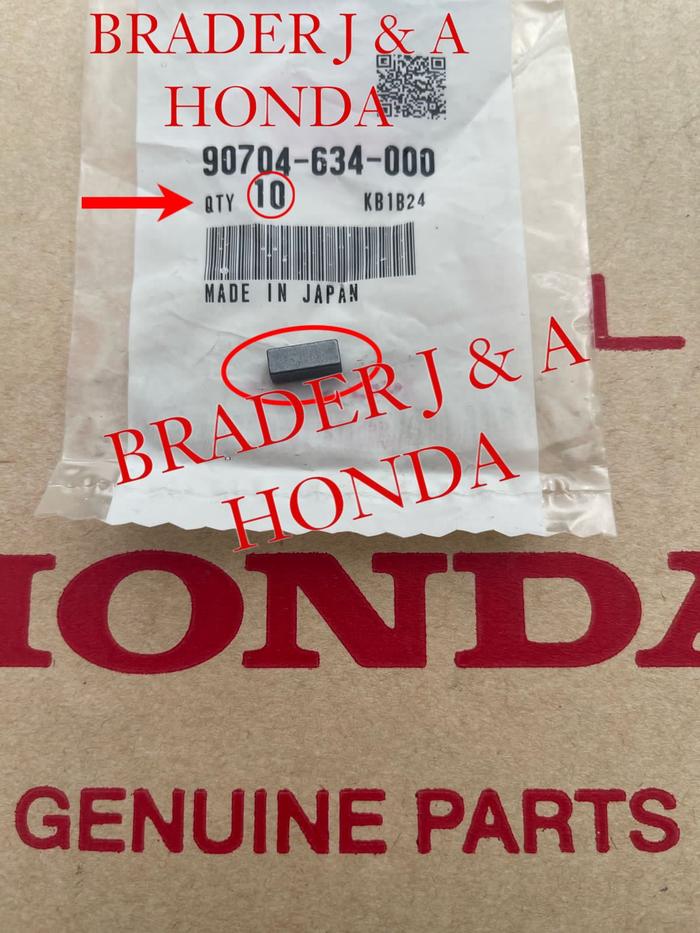 BRADER J & A
HONDA
90704-634-000
QTY 10 KB1B24
MADE IN JAPAN
L
BRADER J & A
HONDA
HONDA
GENUINE PARTS